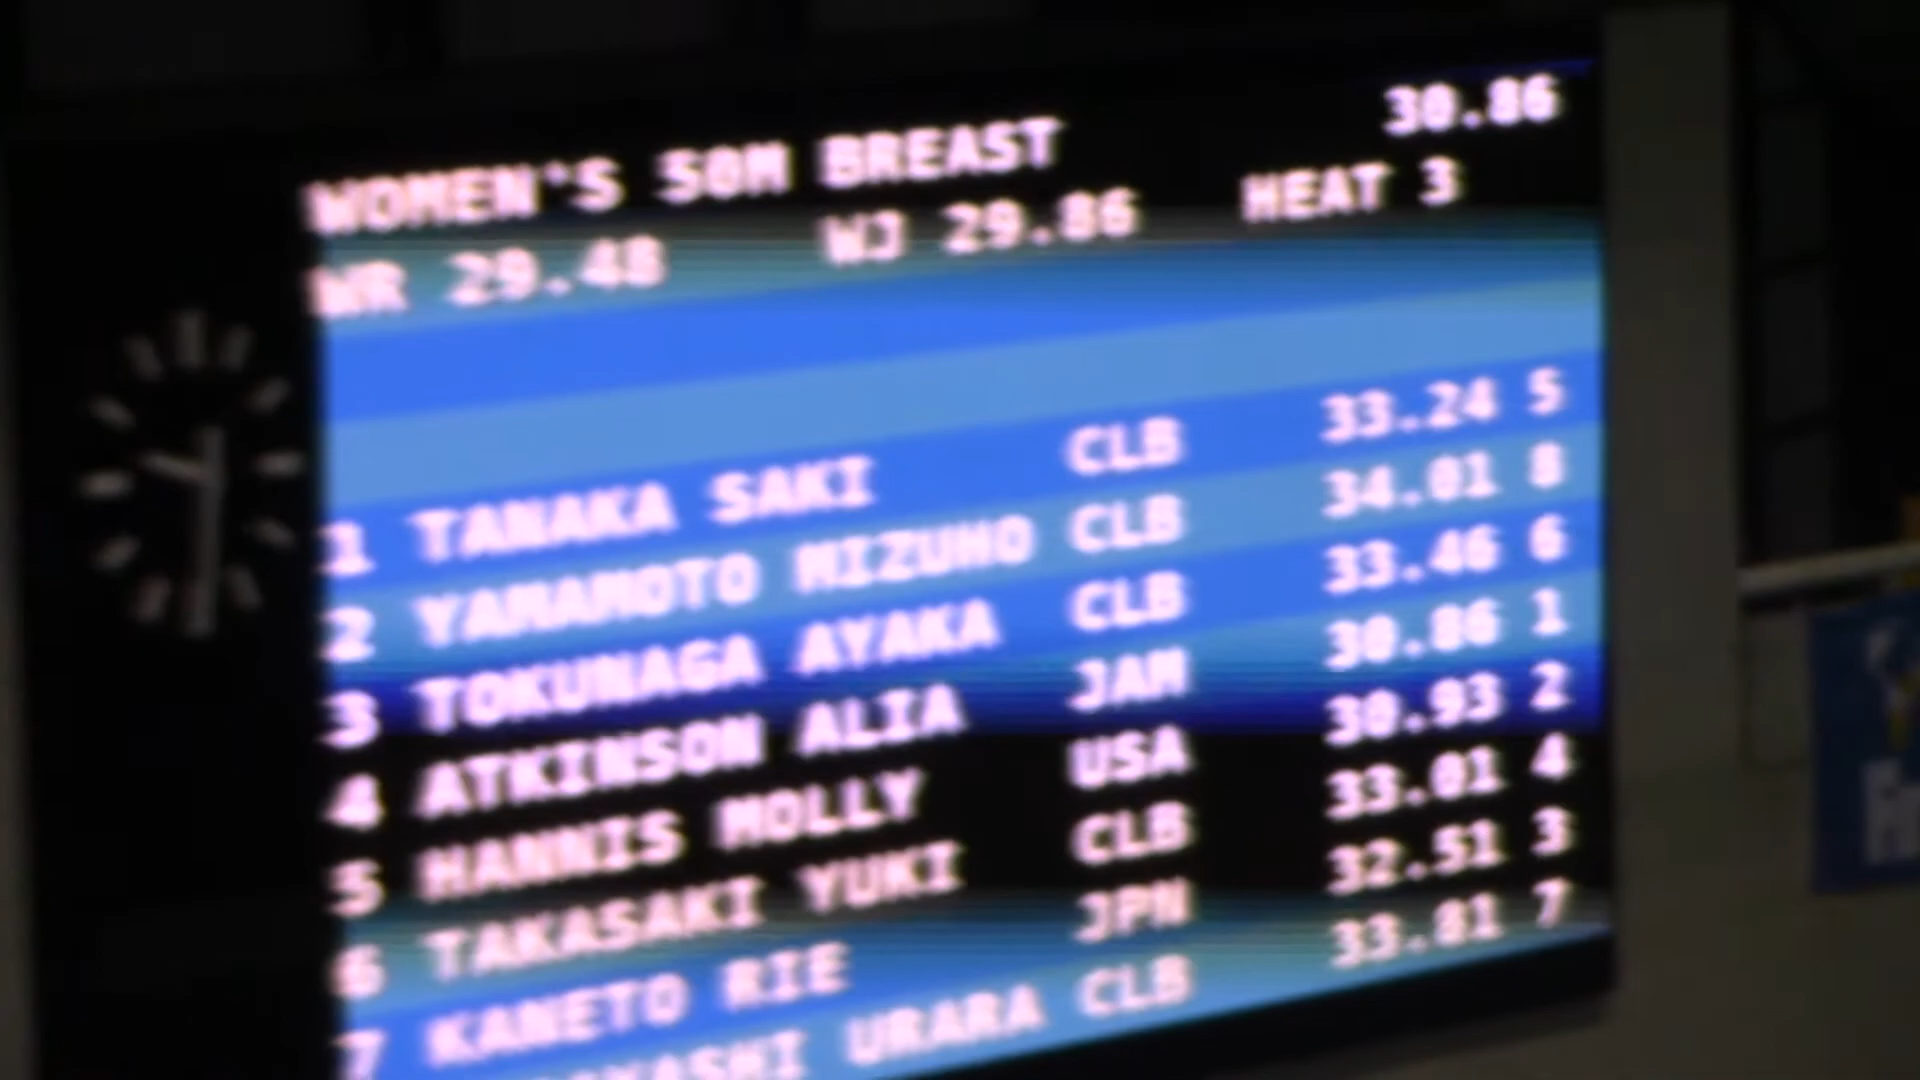 WOMEN'S 50M BREAST 30.86
WR 29.48 WJ 29.86 HEAT 3
1 TANAKA SAKI CLB 33.24 5
2 YAMAMOTO MIZUHO CLB 34.01 8
3 TOKUNAGA AYAKA CLB 33.46 6
4 ATKINSON ALIA JAM 30.86 1
5 HANNIS MOLLY USA 30.93 2
6 TAKASAKI YUKI CLB 33.01 4
7 KANETO RIE JPN 32.51 3
URARA CLB 33.81 7